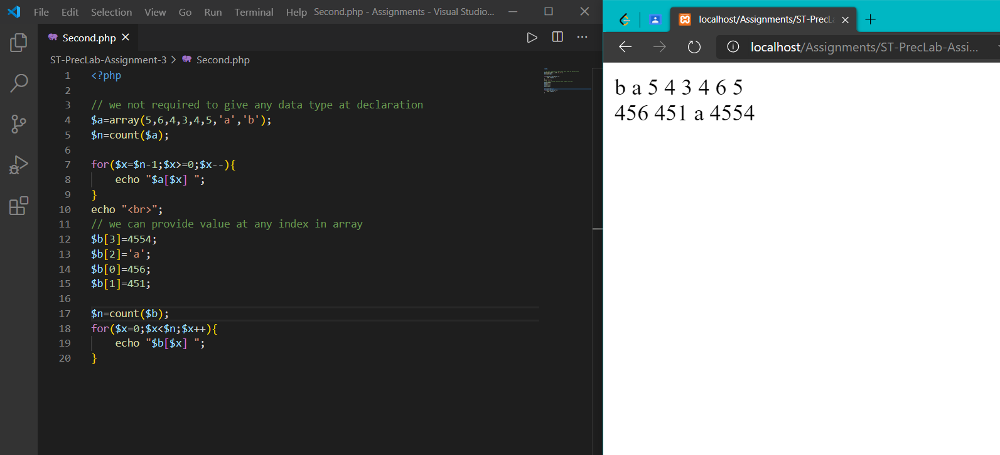 File Edit Selection View Go Run Terminal Help Second.php - Assignments - Visual Studio...
Second.php
ST-PrecLab-Assignment-3 > Second.php
1 <?php
2
3 // we not required to give any data type at declaration
4 $a=array(5,6,4,3,4,5,'a','b');
5 $n=count($a);
6
7 for($x=$n-1;$x>=0;$x--){
8     echo "$a[$x] ";
9 }
10 echo "<br>";
11 // we can provide value at any index in array
12 $b[3]=4554;
13 $b[2]='a';
14 $b[0]=456;
15 $b[1]=451;
16
17 $n=count($b);
18 for($x=0;$x<$n;$x++){
19     echo "$b[$x] ";
20 }
localhost/Assignments/ST-PrecLa
localhost/Assignments/ST-PrecLab-Assi...
b a 5 4 3 4 6 5
456 451 a 4554